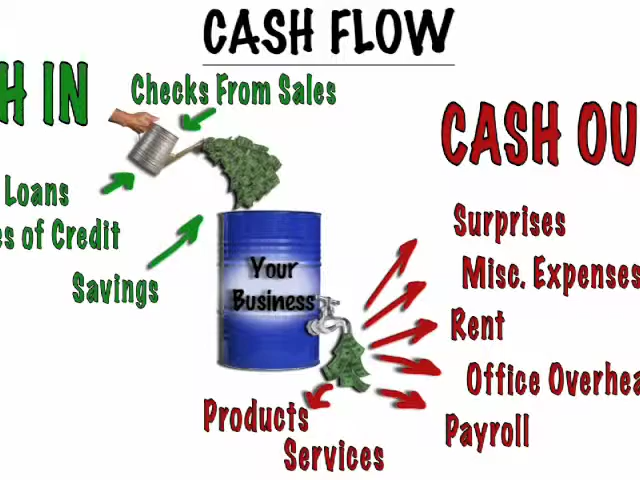 CASH FLOW
H IN
Checks From Sales
CASH OU
Loans
es of Credit
Savings
Your
Business
Surprises
Misc. Expenses
Rent
Office Overhea
Payroll
Products
Services